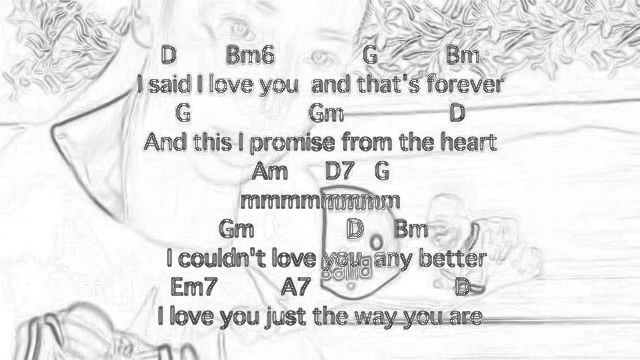 D Bm6 G Bm
I said I love you and that's forever
G Gm D
And this I promise from the heart
Am D7 G
mmmmmmmmm
Gm D Bm
I couldn't love you any better
Em7 A7 D
I love you just the way you are